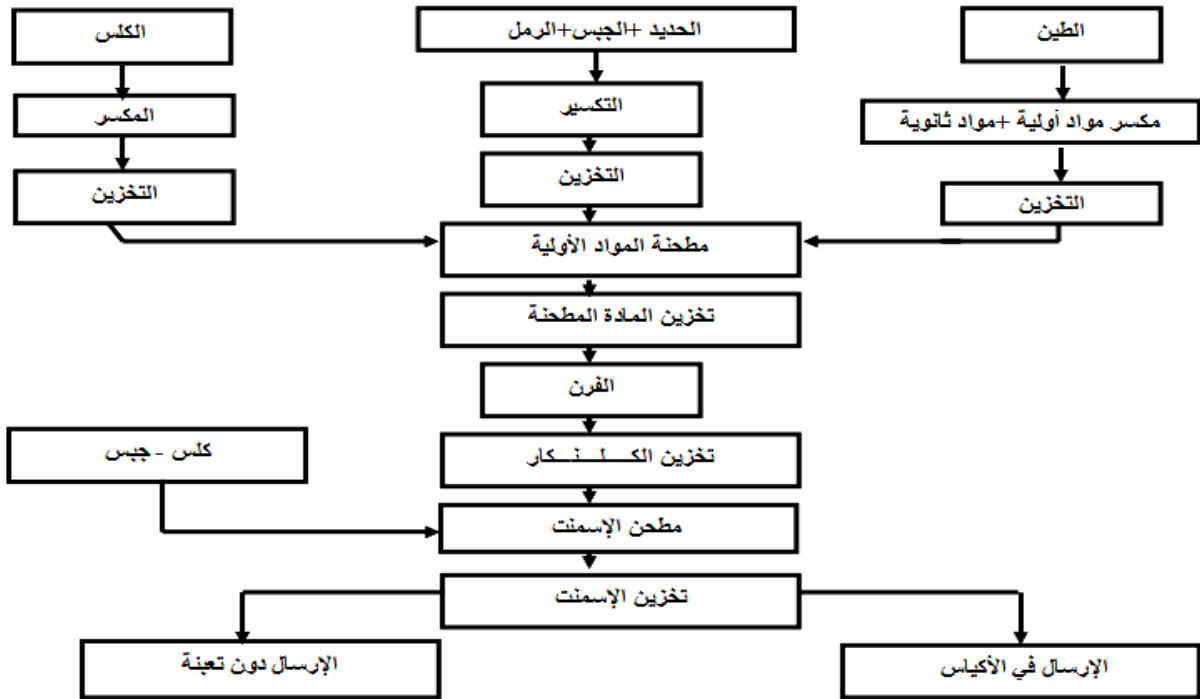 الكلس
الحديد +الجبس+الرمل
الطين
المكسر
التكسير
مكسر مواد أولية +مواد ثانوية
التخزين
التخزين
التخزين
مطحنة المواد الأولية
تخزين المادة المطحنة
الفرن
تخزين الكـــلـــنـــكار
كلس - جبس
مطحن الإسمنت
تخزين الإسمنت
الإرسال دون تعبئة
الإرسال في الأكياس